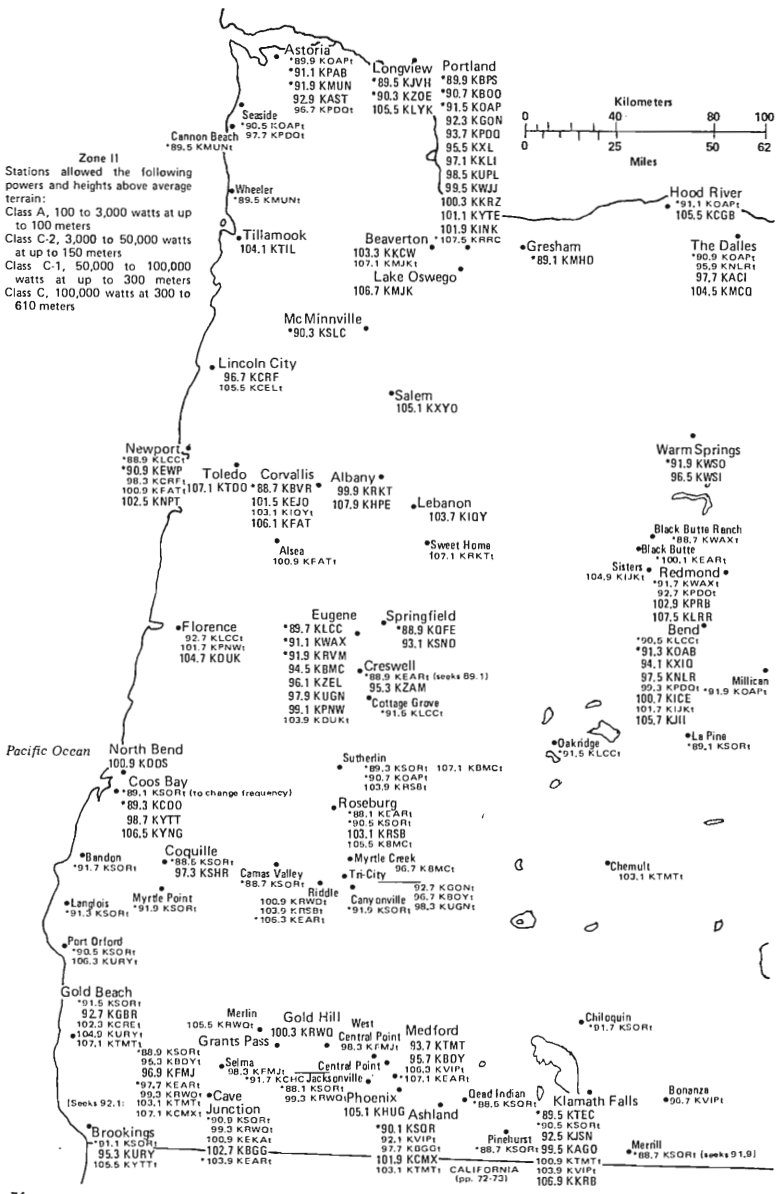 Astoria
*89.9 KOAPt
*91.1 KPAB
*91.9 KMUN
92.9 KAST
96.7 KPDQt
Longview
*89.5 KJVH
*90.3 KZOE
105.5 KLYK
Portland
*89.9 KBPS
*90.7 KBOO
*91.5 KOAP
92.3 KGON
93.7 KPDQ
95.5 KXL
97.1 KKLI
98.5 KUPL
99.5 KWJJ
100.3 KKRZ
101.1 KYTE
101.9 KINK
107.5 KRRC
Kilometers
0 40 80 100
0 25 50 62
Miles
Seaside
*90.5 KOAPt
97.7 KPDQt
Cannon Beach
*89.5 KMUNt
Zone II
Stations allowed the following
powers and heights above average
terrain:
Class A, 100 to 3,000 watts at up
to 100 meters
Class C-2, 3,000 to 50,000 watts
at up to 150 meters
Class C-1, 50,000 to 100,000
watts at up to 300 meters
Class C, 100,000 watts at 300 to
610 meters
Wheeler
*89.5 KMUNt
Tillamook
104.1 KTIL
Hood River
*91.1 KOAPt
105.5 KCGB
Beaverton
103.3 KKCW
107.1 KMJKt
Lake Oswego
106.7 KMJK
Gresham
*89.1 KMHD
The Dalles
*90.9 KOAPt
95.9 KNLRt
97.7 KACI
104.5 KMCQ
McMinnville
*90.3 KSLC
Lincoln City
96.7 KCRF
105.5 KCELt
Salem
105.1 KXYQ
Newport
*88.9 KLCCt
*90.9 KEWP
98.3 KCRFt
100.9 KFATt
102.5 KNPT
Toledo
107.1 KTDO
Corvallis
*88.7 KBVR
101.5 KEJO
103.1 KIQYt
106.1 KFAT
Albany
99.9 KRKT
107.9 KHPE
Lebanon
103.7 KIQY
Warm Springs
*91.9 KWSO
96.5 KWSI
Alsea
100.9 KFATt
Sweet Home
107.1 KRKTt
Black Butte Ranch
*88.7 KWAXt
Black Butte
*100.1 KEARt
Sisters
104.9 KIJKt
Redmond
*91.7 KWAXt
92.7 KPDQt
102.9 KPRB
107.5 KLRR
Bend
*90.5 KLCCt
*91.3 KOAB
94.1 KXIQ
97.5 KNLR
99.3 KPDQt
100.7 KICE
101.7 KIJKt
105.7 KJII
Millican
*91.9 KOAPt
Florence
92.7 KLCCt
101.7 KPNWt
104.7 KDUK
Eugene
*89.7 KLCC
*91.1 KWAX
*91.9 KRVM
94.5 KBMC
96.1 KZEL
97.9 KUGN
99.1 KPNW
103.9 KDUKt
Springfield
*88.9 KQFE
93.1 KSND
Creswell
*88.9 KEARt (seeks 89.1)
95.3 KZAM
Cottage Grove
*91.5 KLCCt
Oakridge
*91.5 KLCCt
La Pine
*89.1 KSORt
Pacific Ocean
North Bend
100.9 KOOS
Coos Bay
*89.1 KSORt (to change frequency)
*89.3 KCDO
98.7 KYTT
106.5 KYNG
Sutherlin
*89.3 KSORt 107.1 KBMCt
*90.7 KOAPt
103.9 KRSBt
Roseburg
*88.1 KEARt
*90.5 KSORt
103.1 KRSB
105.5 KBMCt
Bandon
*91.7 KSORt
Coquille
*88.5 KSORt
97.3 KSHR
Camas Valley
*88.7 KSORt
Myrtle Creek
96.7 KBMCt
Tri-City
92.7 KGONt
96.7 KBOYt
98.3 KUGNt
Riddle
100.9 KRWQt
103.9 KRSBt
*106.3 KEARt
Canyonville
*91.9 KSORt
Chemult
103.1 KTMTt
Langlois
*91.3 KSORt
Myrtle Point
*91.9 KSORt
Port Orford
*90.5 KSORt
106.3 KURYt
Gold Beach
*91.5 KSORt
92.7 KGBR
102.3 KCREt
*104.9 KURYt
107.1 KTMTt
Merlin
105.5 KRWQt
Gold Hill
100.3 KRWQ
West
Central Point
98.3 KFMJt
Medford
93.7 KTMT
95.7 KBOY
106.3 KVIPt
*107.1 KEARt
Chiloquin
*91.7 KSORt
Grants Pass
*88.9 KSORt
95.3 KBDYt
96.9 KFMJ
*97.7 KEARt
99.3 KRWQt
(Seeks 92.1: 103.1 KTMTt
107.1 KCMXt
Selma
98.3 KFMJt
Central Point
*91.7 KCHC
Jacksonville
*88.1 KSORt
99.3 KRWQt
Phoenix
105.1 KHUG
Cave
Junction
*90.9 KSORt
99.3 KRWQt
100.9 KEKAt
102.7 KBGG
*103.9 KEARt
Ashland
*90.1 KSOR
92.1 KVIPt
97.7 KBGGt
101.9 KCMX
103.1 KTMTt
Dead Indian
*88.5 KSORt
Pinehurst
*88.7 KSORt
Klamath Falls
*89.5 KTEC
*90.5 KSORt
92.5 KJSN
99.5 KAGO
100.9 KTMTt
103.9 KVIPt
106.9 KKRB
Bonanza
90.7 KVIPt
Merrill
*88.7 KSORt (seeks 91.9)
Brookings
*91.1 KSORt
95.3 KURY
105.5 KYTTt
CALIFORNIA
(pp. 72-73)